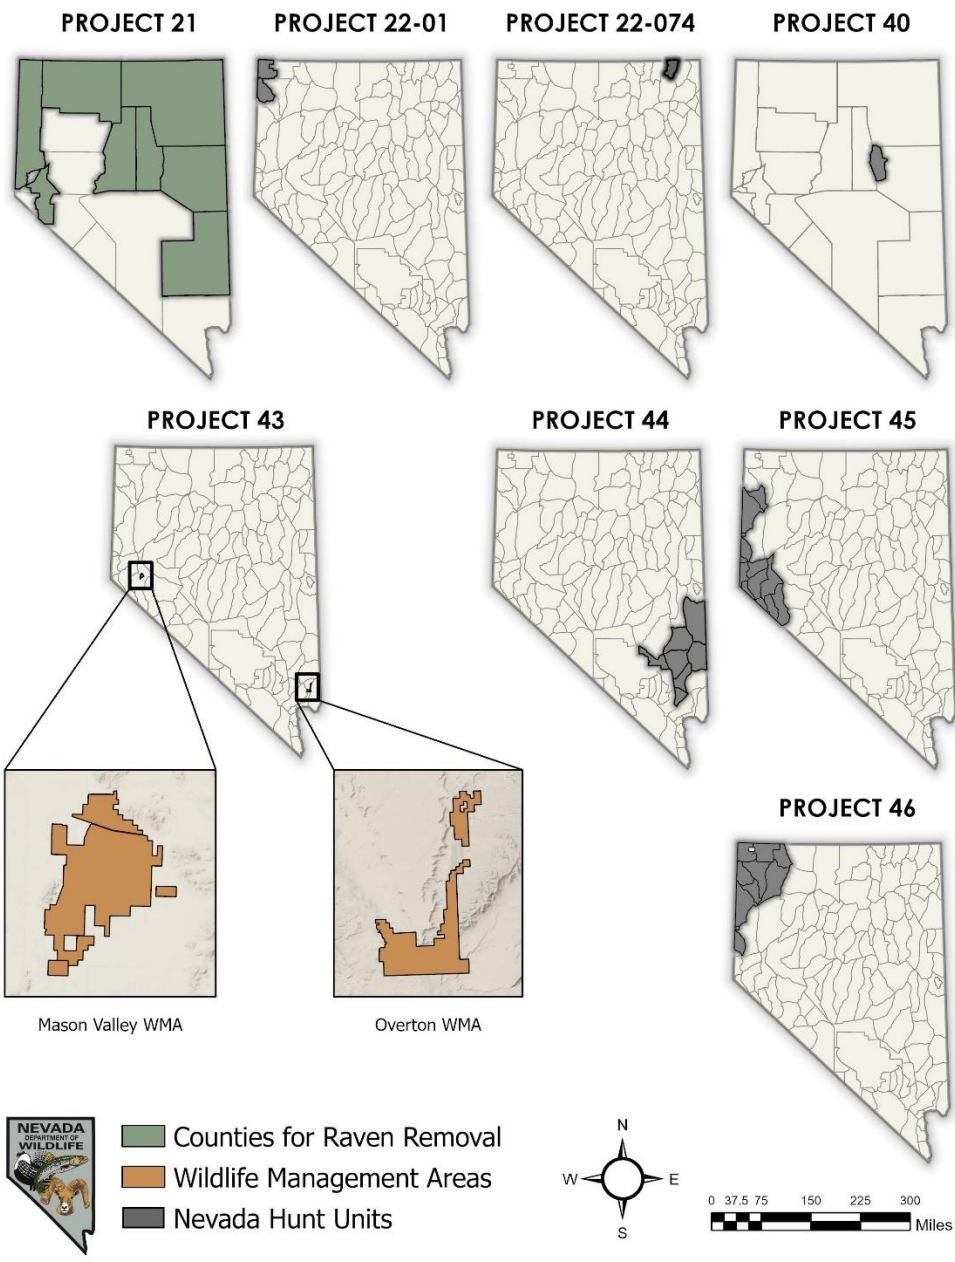 PROJECT 21
PROJECT 22-01
PROJECT 22-074
PROJECT 40
PROJECT 43
PROJECT 44
PROJECT 45
PROJECT 46
Mason Valley WMA
Overton WMA
NEVADA
DEPARTMENT OF
WILDLIFE
Counties for Raven Removal
Wildlife Management Areas
Nevada Hunt Units
N
W
E
S
0 37.5 75 150 225 300
Miles